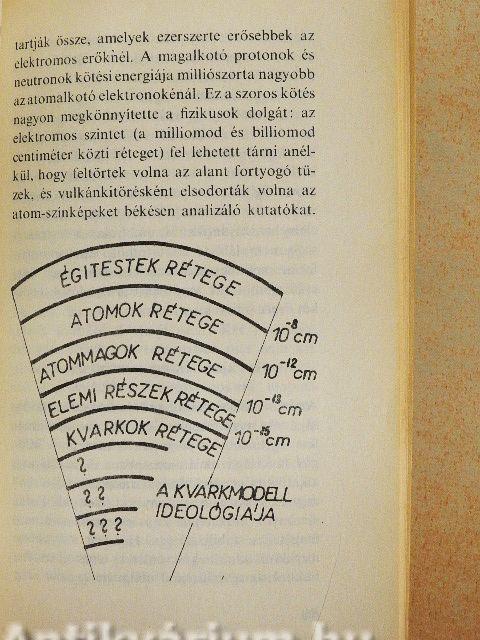 tartják össze, amelyek ezerszerte erősebbek az
elektromos erőknél. A magalkotó protonok és
neutronok kötési energiája milliószorta nagyobb
az atomalkotó elektronokénál. Ez a szoros kötés
nagyon megkönnyítette a fizikusok dolgát: az
elektromos szintet (a milliomod és billiomod
centiméter közti réteget) fel lehetett tárni anél-
kül, hogy feltörtek volna az alant fortyogó tü-
zek, és vulkánkitörésként elsodorták volna az
atom-színképeket békésen analizáló kutatókat.
ÉGITESTEK RÉTEGE
ATOMOK RÉTEGE
10⁻⁸ cm
ATOMMAGOK RÉTEGE
10⁻¹² cm
ELEMI RÉSZEK RÉTEGE
10⁻¹³ cm
KVARKOK RÉTEGE
10⁻¹⁵ cm
?
? ?
A KVARKMODELL
IDEOLÓGIÁJA
? ? ?
Antikvárium.hu